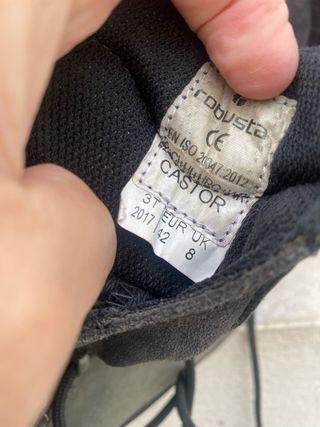 robusta
CE
EN ISO 20347:2012
CASTOR
3T EUR UK
2017 42 8